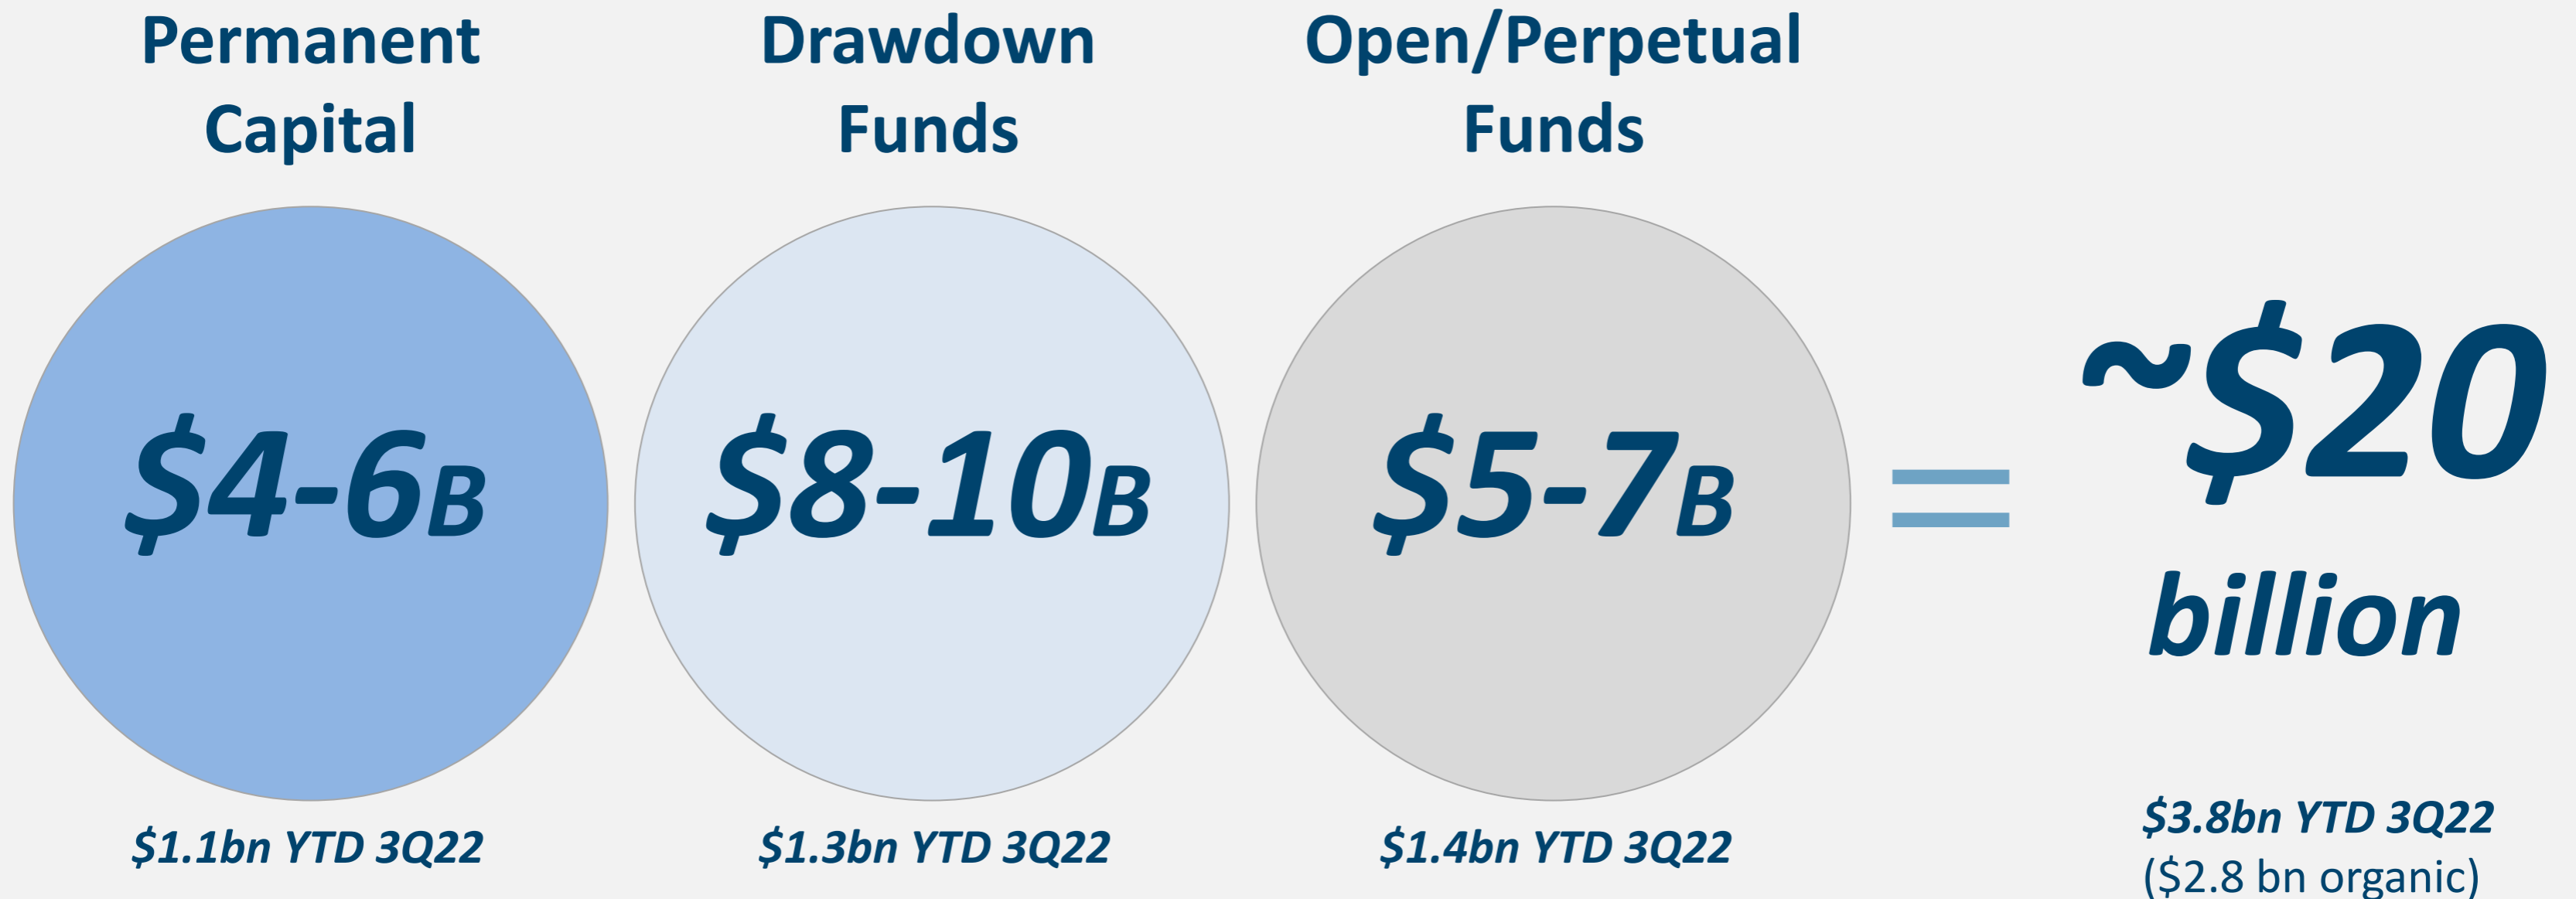 Permanent
Capital
Drawdown
Funds
Open/Perpetual
Funds
$4-6B
$8-10B
$5-7B
=
~$20
billion
$1.1bn YTD 3Q22
$1.3bn YTD 3Q22
$1.4bn YTD 3Q22
$3.8bn YTD 3Q22
($2.8 bn organic)